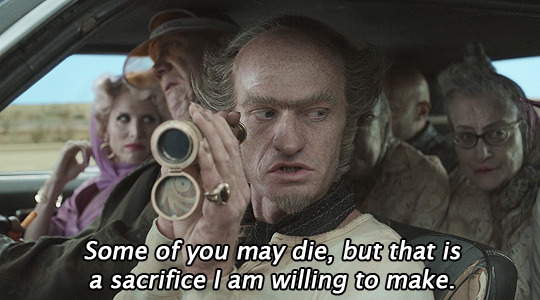 Some of you may die, but that is
a sacrifice I am willing to make.